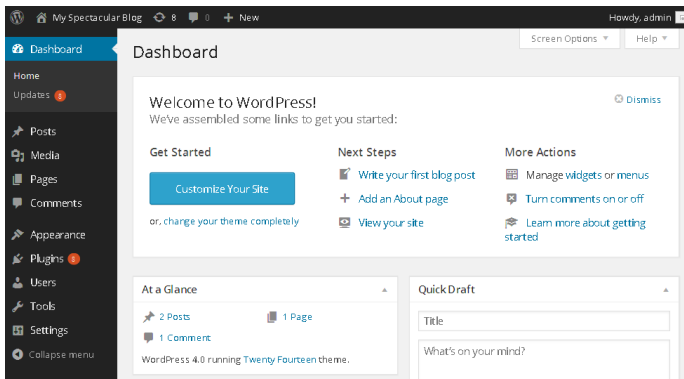 My Spectacular Blog 8 0 + New Howdy, admin
Screen Options Help
Dashboard
Home
Updates 8
Posts
Media
Pages
Comments
Appearance
Plugins 8
Users
Tools
Settings
Collapse menu
Dashboard
Welcome to WordPress!
Dismiss
We've assembled some links to get you started:
Get Started
Customize Your Site
or, change your theme completely
Next Steps
Write your first blog post
Add an About page
View your site
More Actions
Manage widgets or menus
Turn comments on or off
Learn more about getting
started
At a Glance
2 Posts 1 Page
1 Comment
WordPress 4.0 running Twenty Fourteen theme.
Quick Draft
Title
What's on your mind?